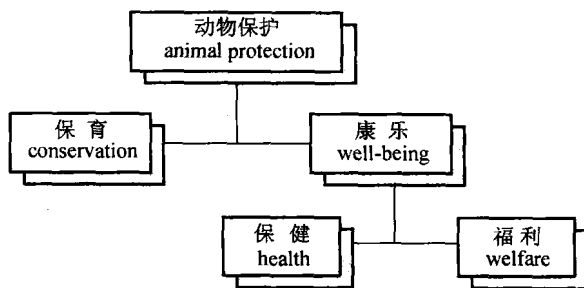 动物保护
animal protection
保 育
conservation
康 乐
well-being
保 健
health
福 利
welfare